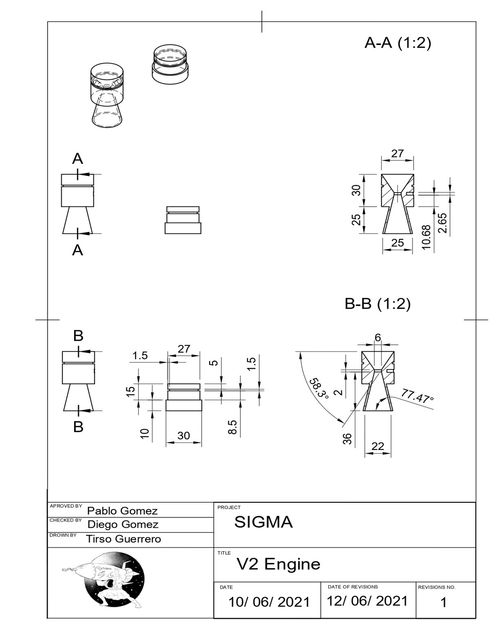 A-A (1:2)
A
A
27
30
25
25
10.68
2.65
B-B (1:2)
B
B
27
1.5
5
1.5
15
10
8.5
30
6
58.3°
2
77.47°
36
22
APROVED BY Pablo Gomez
CHECKED BY Diego Gomez
DROWN BY Tirso Guerrero
PROJECT
SIGMA
TITLE
V2 Engine
DATE
10/ 06/ 2021
DATE OF REVISIONS
12/ 06/ 2021
REVISIONS NO.
1